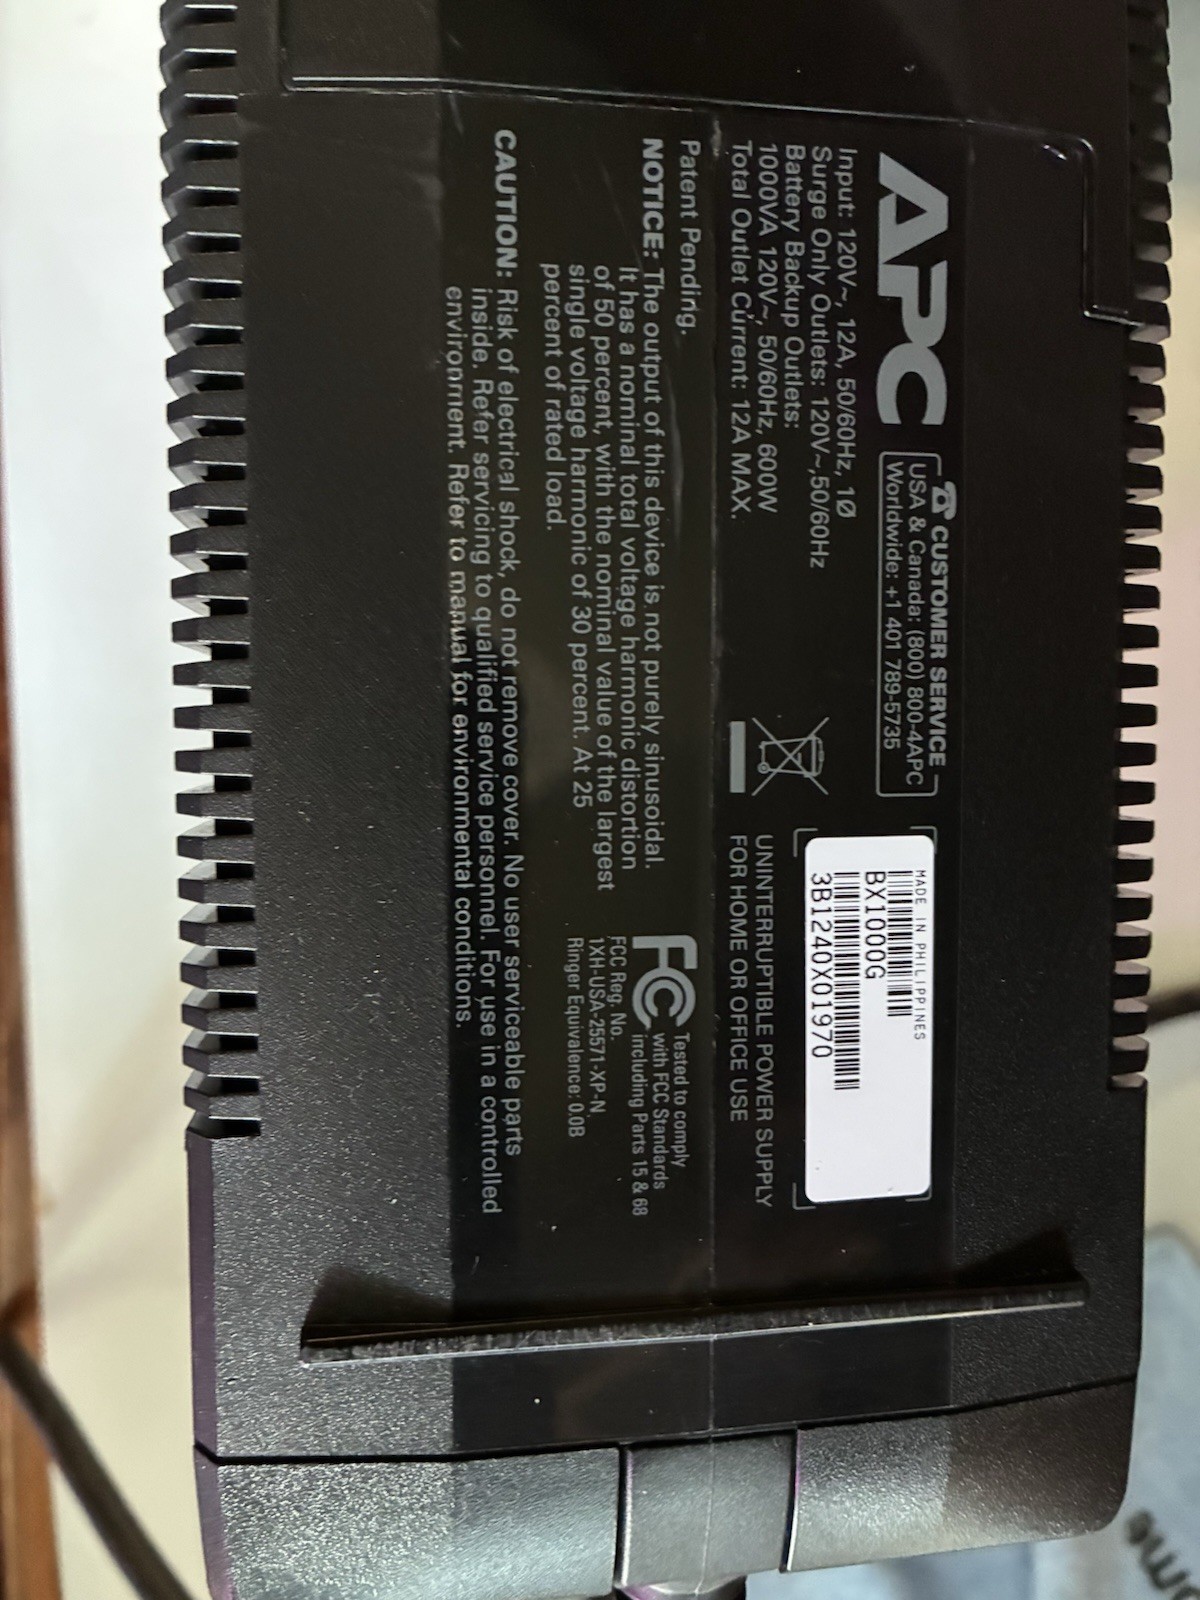 APC
CUSTOMER SERVICE
USA & Canada: (800) 800-4APC
Worldwide: +1 401 789-5735
Input: 120V~, 12A, 50/60Hz, 1Ø
Surge Only Outlets: 120V~,50/60Hz
Battery Backup Outlets:
1000VA 120V~, 50/60Hz, 600W
Total Outlet Current: 12A MAX.
MADE IN PHILIPPINES
BX1000G
3B1240X01970
UNINTERRUPTIBLE POWER SUPPLY
FOR HOME OR OFFICE USE
Patent Pending.
NOTICE: The output of this device is not purely sinusoidal.
It has a nominal total voltage harmonic distortion
of 50 percent, with the nominal value of the largest
single voltage harmonic of 30 percent. At 25
percent of rated load.
FC Tested to comply
with FCC Standards
including Parts 15 & 68
FCC Reg. No.
1XH-USA-25571-XP-N
Ringer Equivalence: 0.0B
CAUTION: Risk of electrical shock, do not remove cover. No user serviceable parts
inside. Refer servicing to qualified service personnel. For use in a controlled
environment. Refer to manual for environmental conditions.